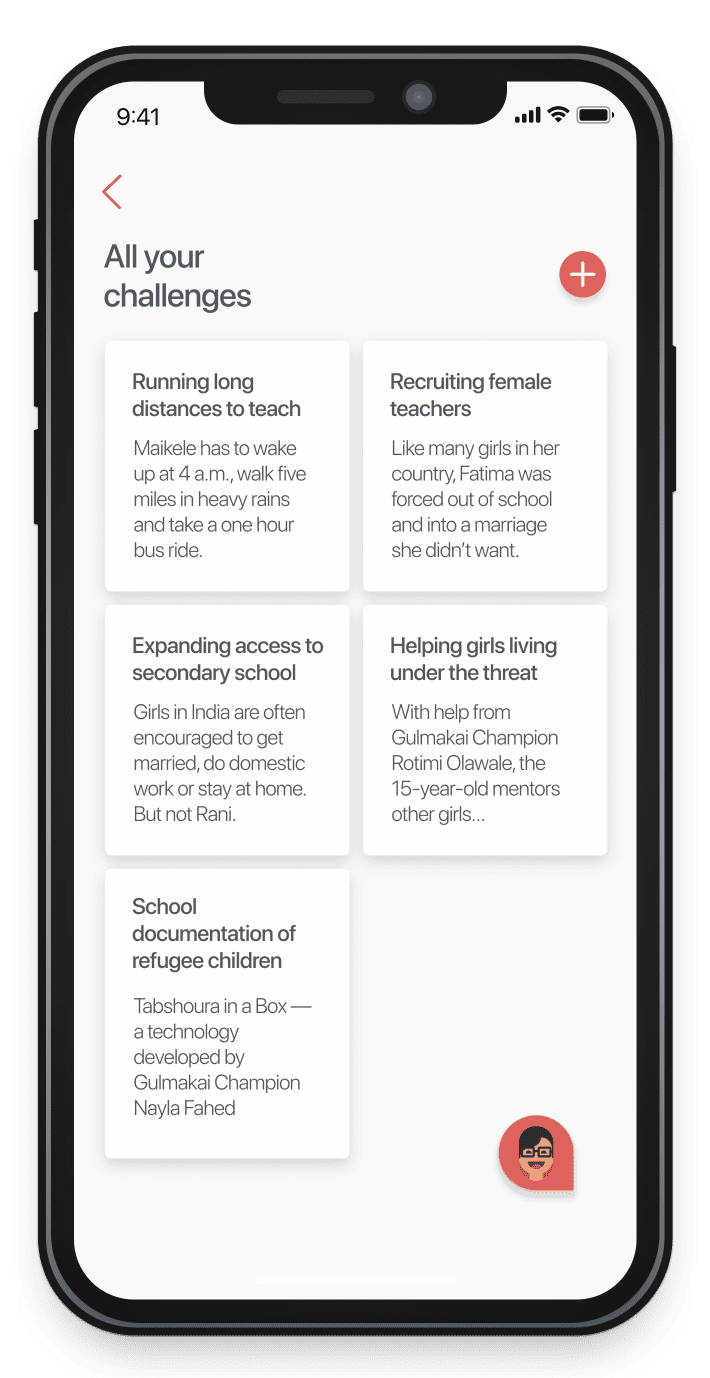 9:41
All your
challenges
Running long
distances to teach
Maikele has to wake
up at 4 a.m., walk five
miles in heavy rains
and take a one hour
bus ride.
Recruiting female
teachers
Like many girls in her
country, Fatima was
forced out of school
and into a marriage
she didn’t want.
Expanding access to
secondary school
Girls in India are often
encouraged to get
married, do domestic
work or stay at home.
But not Rani.
Helping girls living
under the threat
With help from
Gulmakai Champion
Rotimi Olawale, the
15-year-old mentors
other girls...
School
documentation of
refugee children
Tabshoura in a Box —
a technology
developed by
Gulmakai Champion
Nayla Fahed